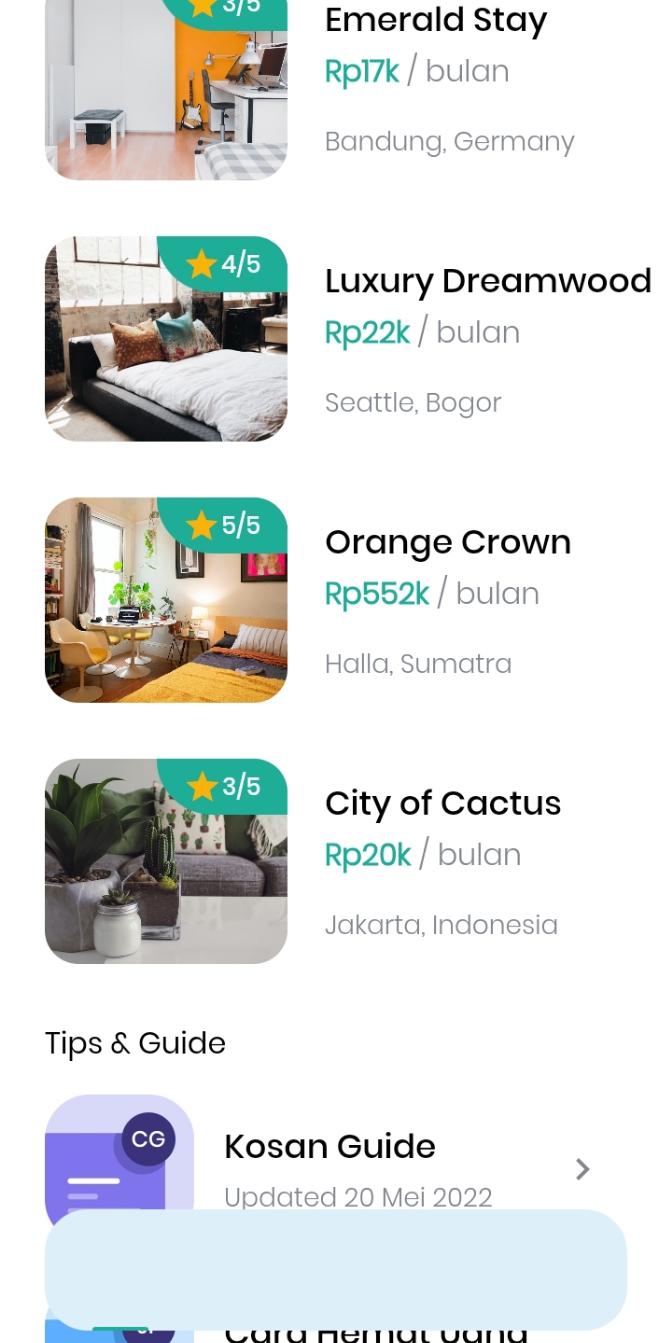 3/5
Emerald Stay
Rp17k / bulan
Bandung, Germany
4/5
Luxury Dreamwood
Rp22k / bulan
Seattle, Bogor
5/5
Orange Crown
Rp552k / bulan
Halla, Sumatra
3/5
City of Cactus
Rp20k / bulan
Jakarta, Indonesia
Tips & Guide
CG
Kosan Guide
Updated 20 Mei 2022
Cara Hemat Uang